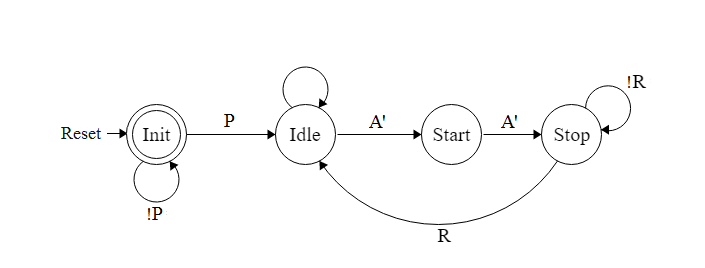 !R
P
A'
A'
Reset
Init
Idle
Start
Stop
!P
R